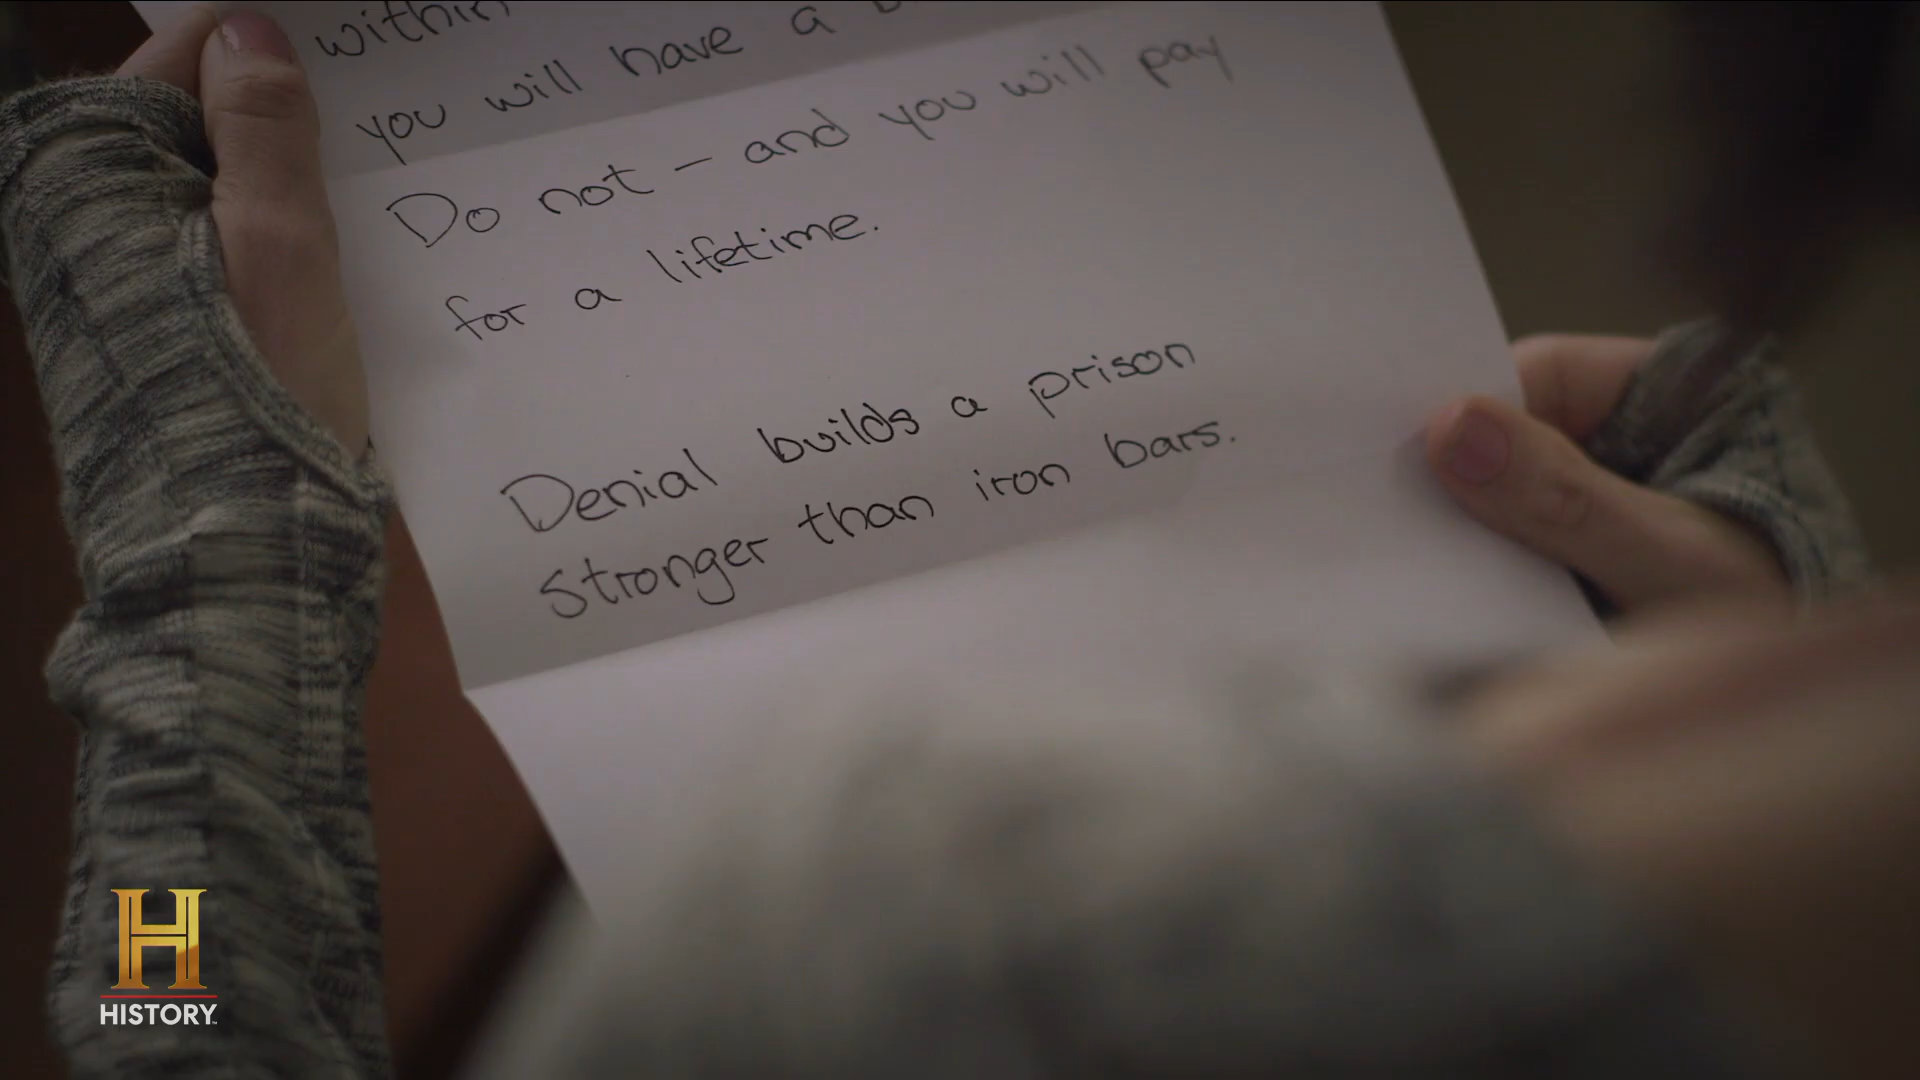 within
you will have a
Do not – and you will pay
for a lifetime.
Denial builds a prison
stronger than iron bars.
H
HISTORY